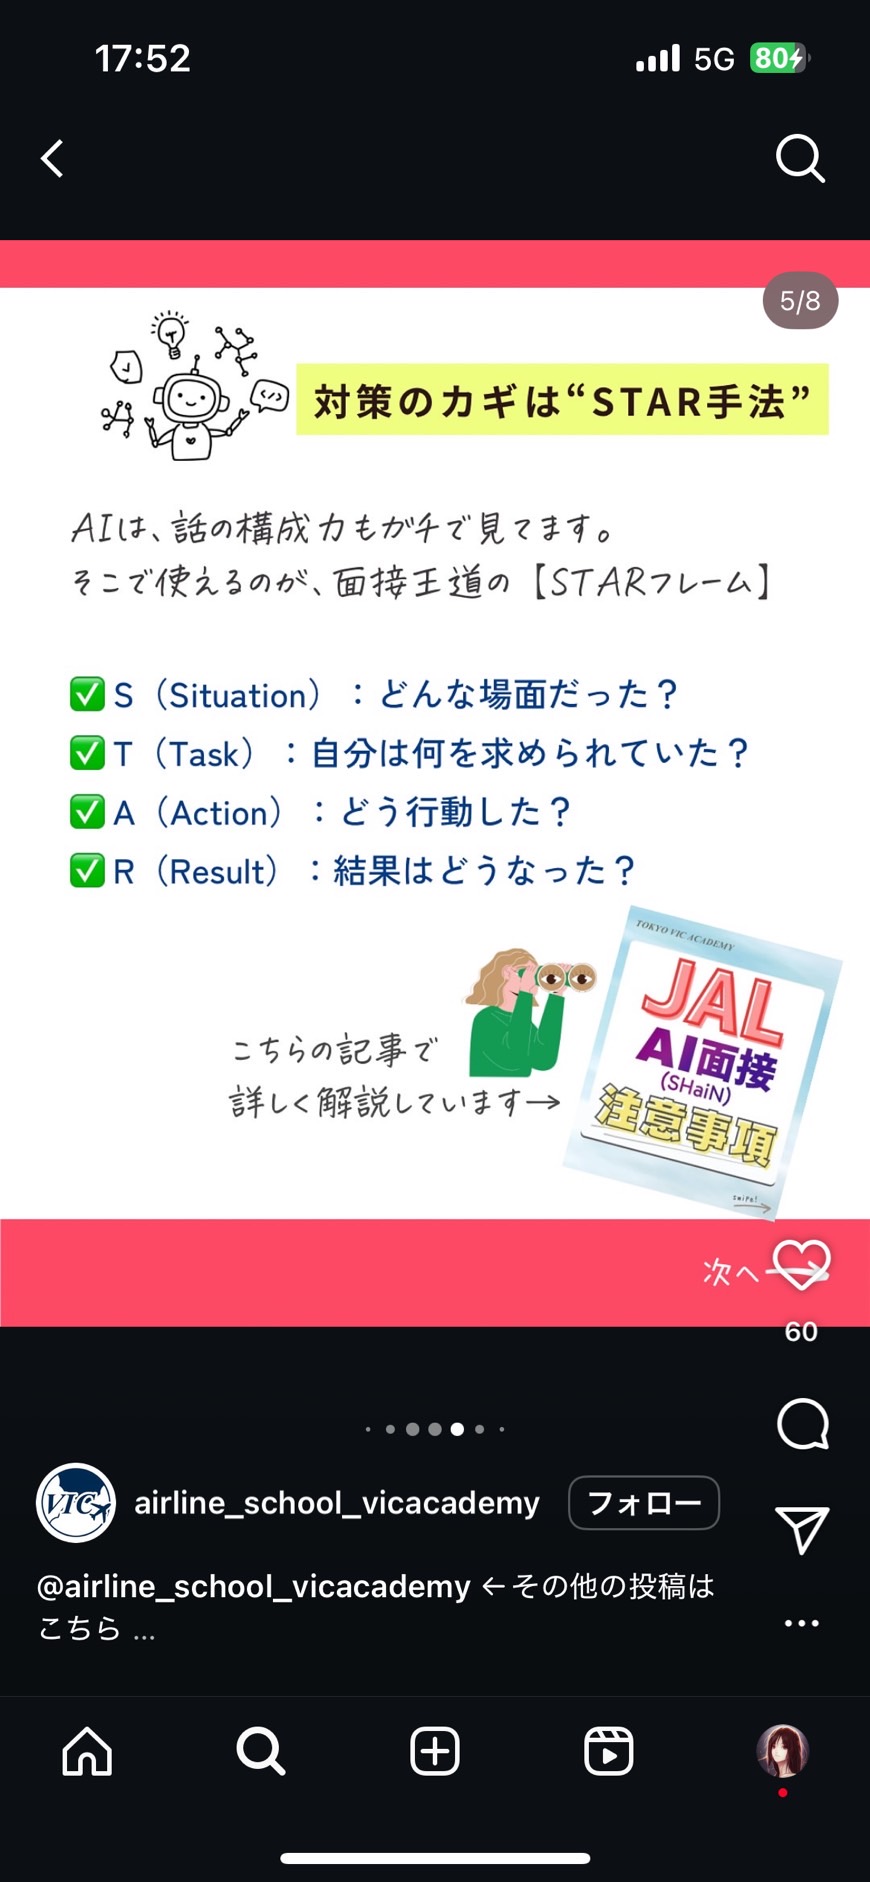 17:52
5G 80
5/8
対策のカギは“STAR手法”
AIは、話の構成力もガチで見てます。
そこで使えるのが、面接王道の【STARフレーム】
✅ S（Situation）：どんな場面だった？
✅ T（Task）：自分は何を求められていた？
✅ A（Action）：どう行動した？
✅ R（Result）：結果はどうなった？
TOKYO VIC ACADEMY
JAL
AI面接
(SHaiN)
注意事項
swipe!
こちらの記事で
詳しく解説しています→
次へ
60
VIC
airline_school_vicacademy
フォロー
@airline_school_vicacademy ←その他の投稿は
こちら ...